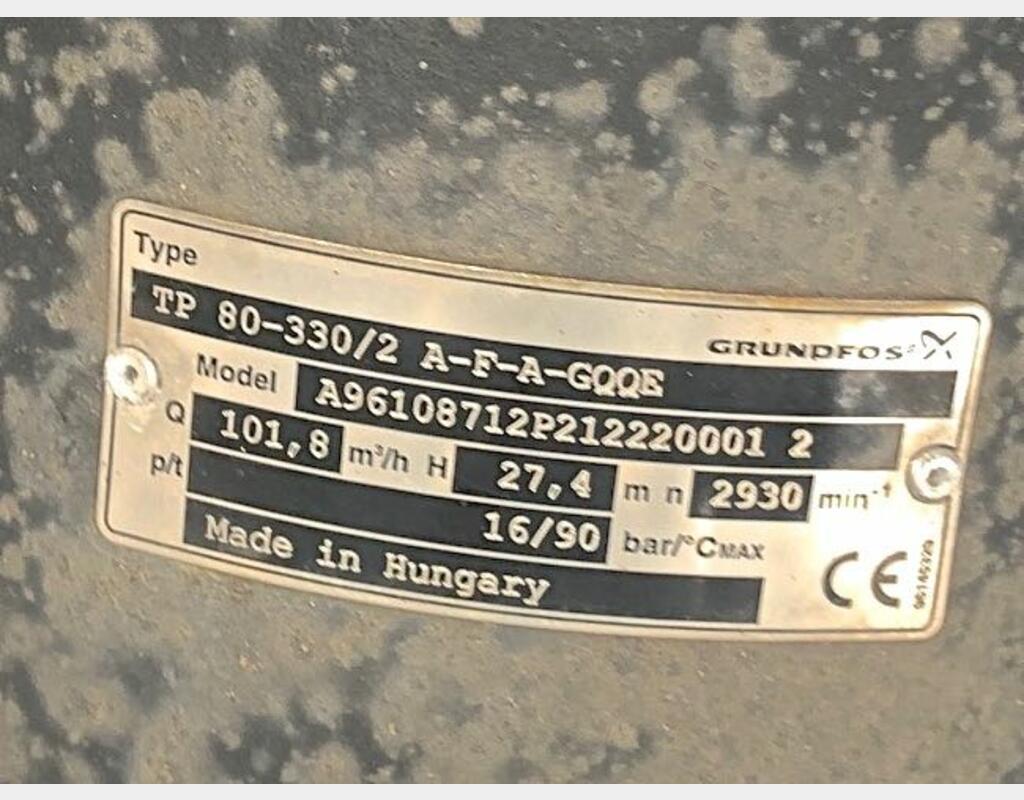 Type
TP 80-330/2 A-F-A-GQQE
GRUNDFOS
Model A96108712P212220001 2
Q 101,8 m³/h H 27,4 m n 2930 min⁻¹
p/t 16/90 bar/°CMAX
Made in Hungary
CE